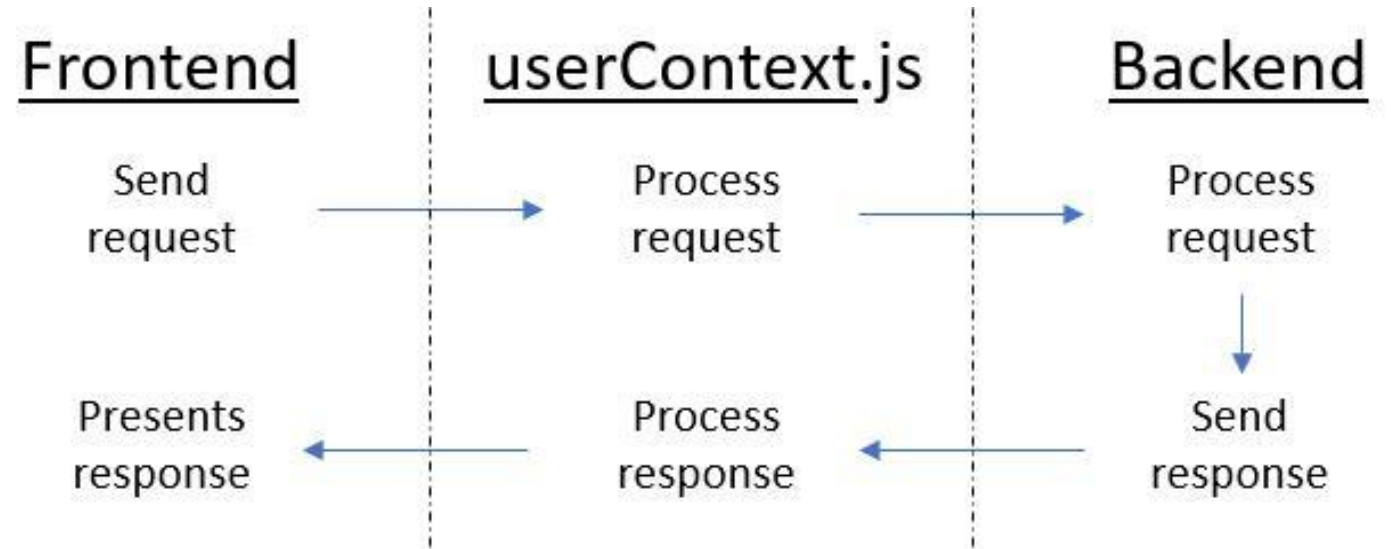 Frontend userContext.js Backend
Send Process Process
request request request
Presents Process Send
response response response